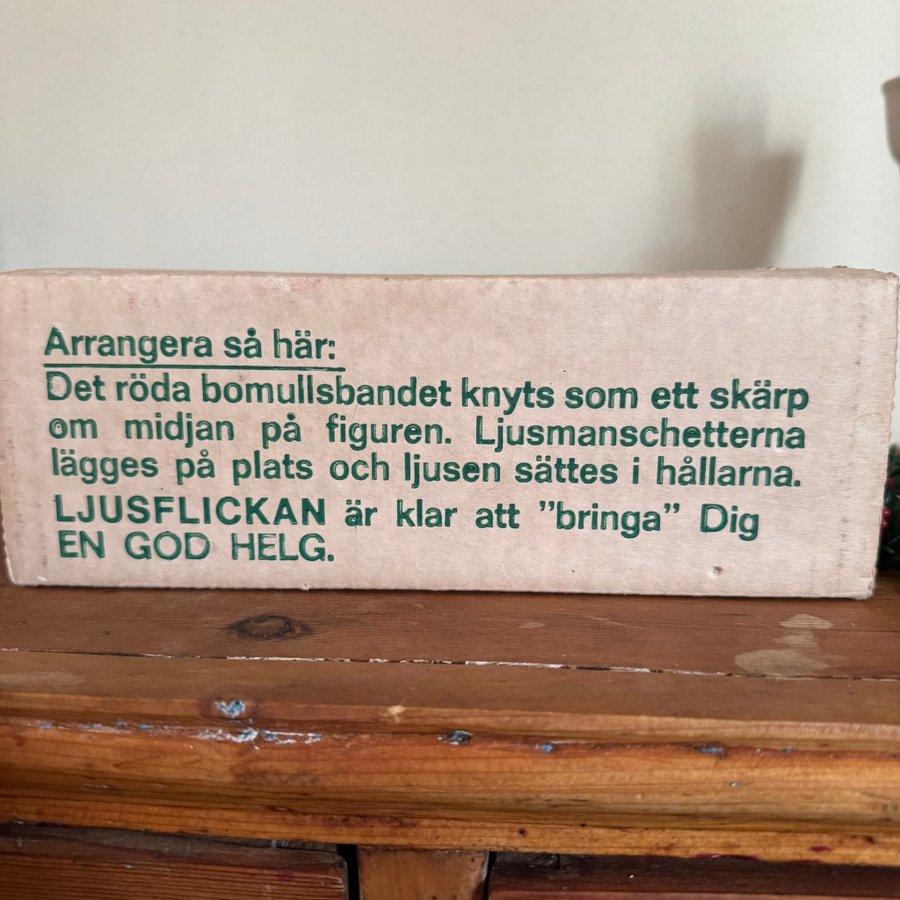 Arrangera så här:
Det röda bomullsbandet knyts som ett skärp
om midjan på figuren. Ljusmanschetterna
lägges på plats och ljusen sättes i hållarna.
LJUSFLICKAN är klar att ”bringa” Dig
EN GOD HELG.